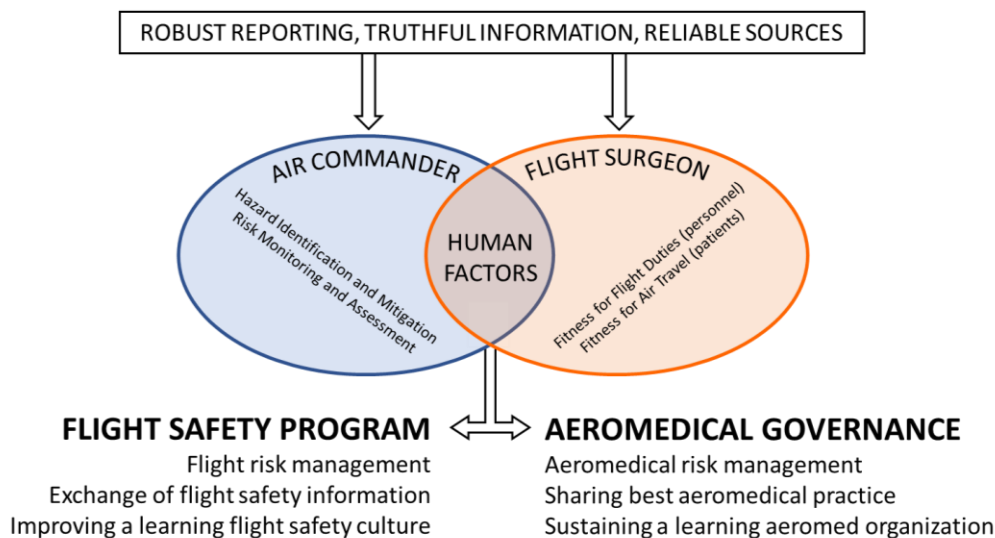 ROBUST REPORTING, TRUTHFUL INFORMATION, RELIABLE SOURCES
AIR COMMANDER
Hazard Identification and Mitigation
Risk Monitoring and Assessment
HUMAN
FACTORS
FLIGHT SURGEON
Fitness for Flight Duties (personnel)
Fitness for Air Travel (patients)
FLIGHT SAFETY PROGRAM
Flight risk management
Exchange of flight safety information
Improving a learning flight safety culture
AEROMEDICAL GOVERNANCE
Aeromedical risk management
Sharing best aeromedical practice
Sustaining a learning aeromed organization